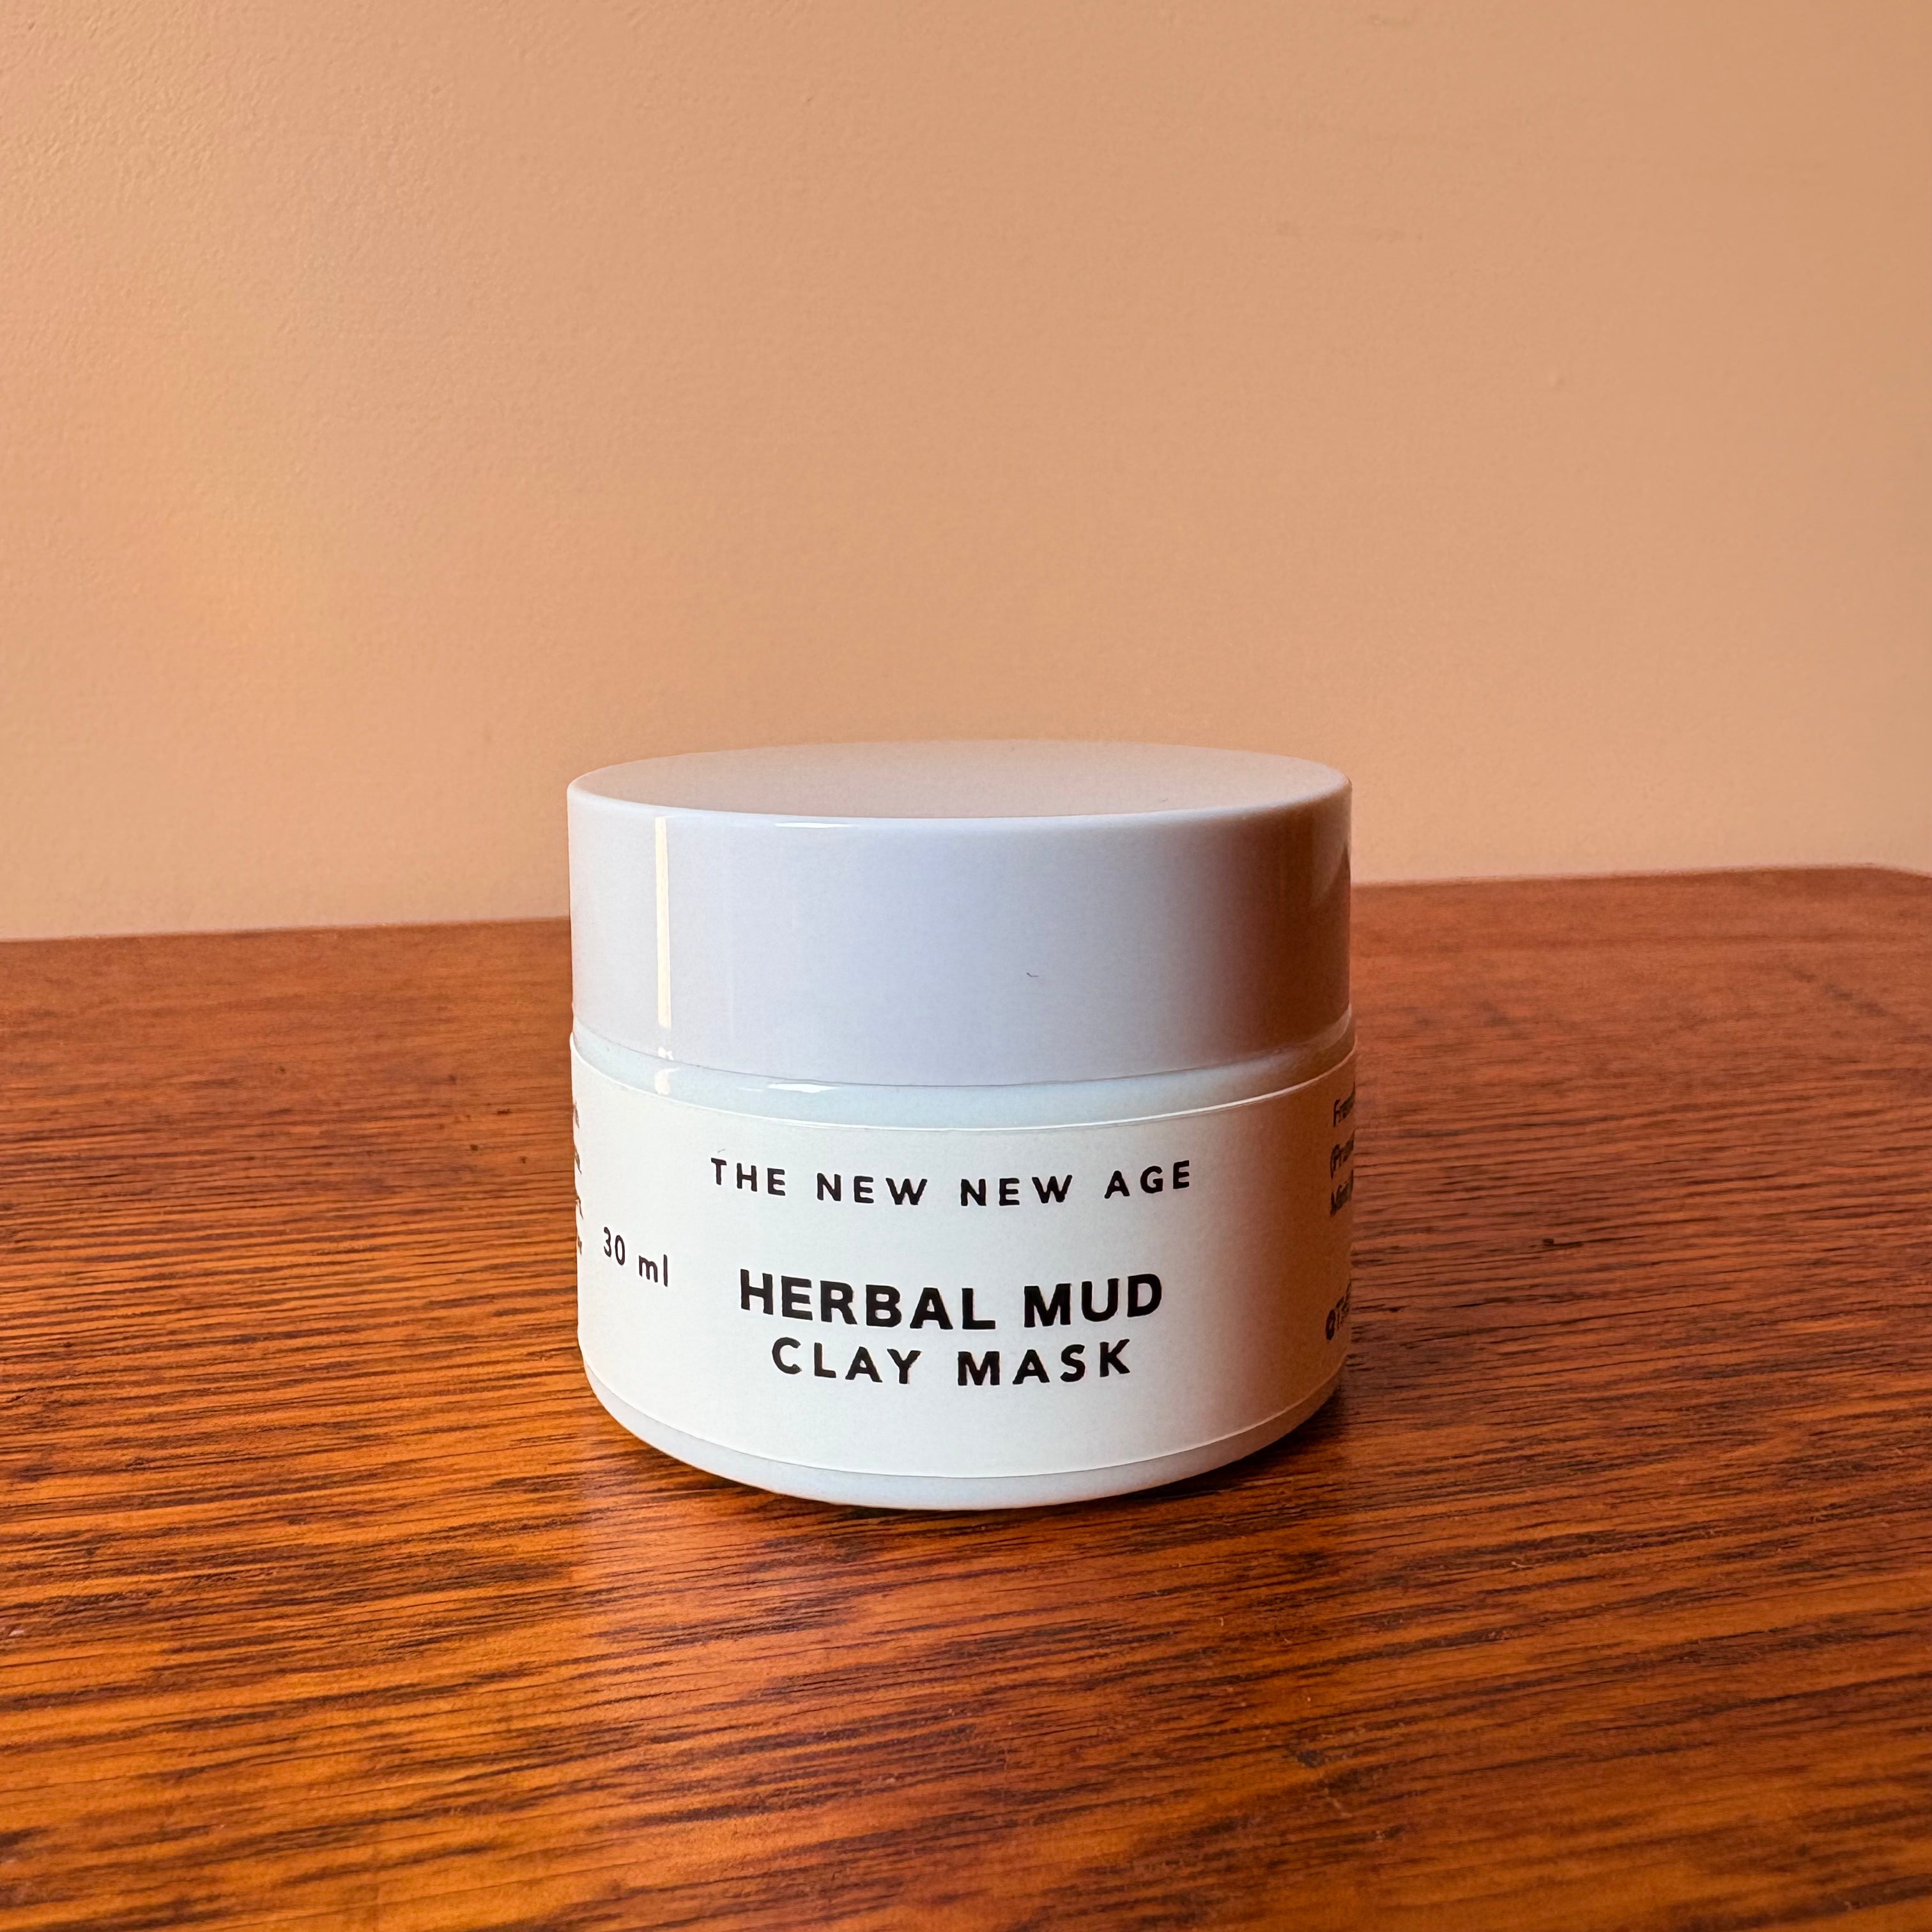 THE NEW NEW AGE
30 ml
HERBAL MUD
CLAY MASK